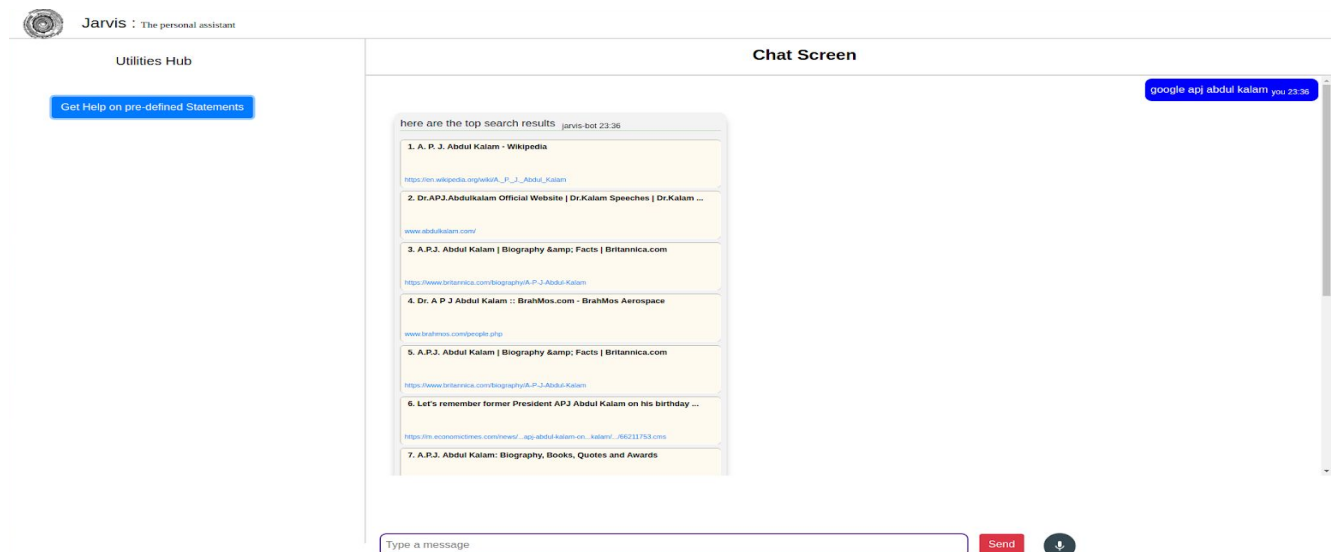 Jarvis : The personal assistant
Utilities Hub
Get Help on pre-defined Statements
Chat Screen
google apj abdul kalam you 23:36
here are the top search results jarvis-bot 23:36
1. A. P. J. Abdul Kalam - Wikipedia
https://en.wikipedia.org/wiki/A._P._J._Abdul_Kalam
2. Dr.APJ.Abdulkalam Official Website | Dr.Kalam Speeches | Dr.Kalam ...
www.abdulkalam.com/
3. A.P.J. Abdul Kalam | Biography &amp; Facts | Britannica.com
https://www.britannica.com/biography/A-P-J-Abdul-Kalam
4. Dr. A P J Abdul Kalam :: BrahMos.com - BrahMos Aerospace
www.brahmos.com/people.php
5. A.P.J. Abdul Kalam | Biography &amp; Facts | Britannica.com
https://www.britannica.com/biography/A-P-J-Abdul-Kalam
6. Let's remember former President APJ Abdul Kalam on his birthday ...
https://m.economictimes.com/news/...apj-abdul-kalam-on...kalam/.../66211753.cms
7. A.P.J. Abdul Kalam: Biography, Books, Quotes and Awards
Type a message
Send